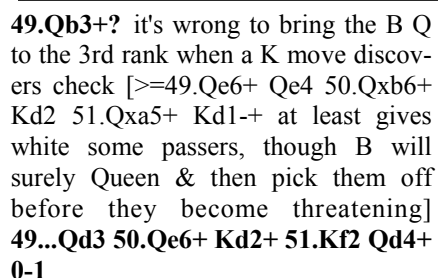 49.Qb3+? it's wrong to bring the B Q
to the 3rd rank when a K move discov-
ers check [>=49.Qe6+ Qe4 50.Qxb6+
Kd2 51.Qxa5+ Kd1-+ at least gives
white some passers, though B will
surely Queen & then pick them off
before they become threatening]
49...Qd3 50.Qe6+ Kd2+ 51.Kf2 Qd4+
0-1